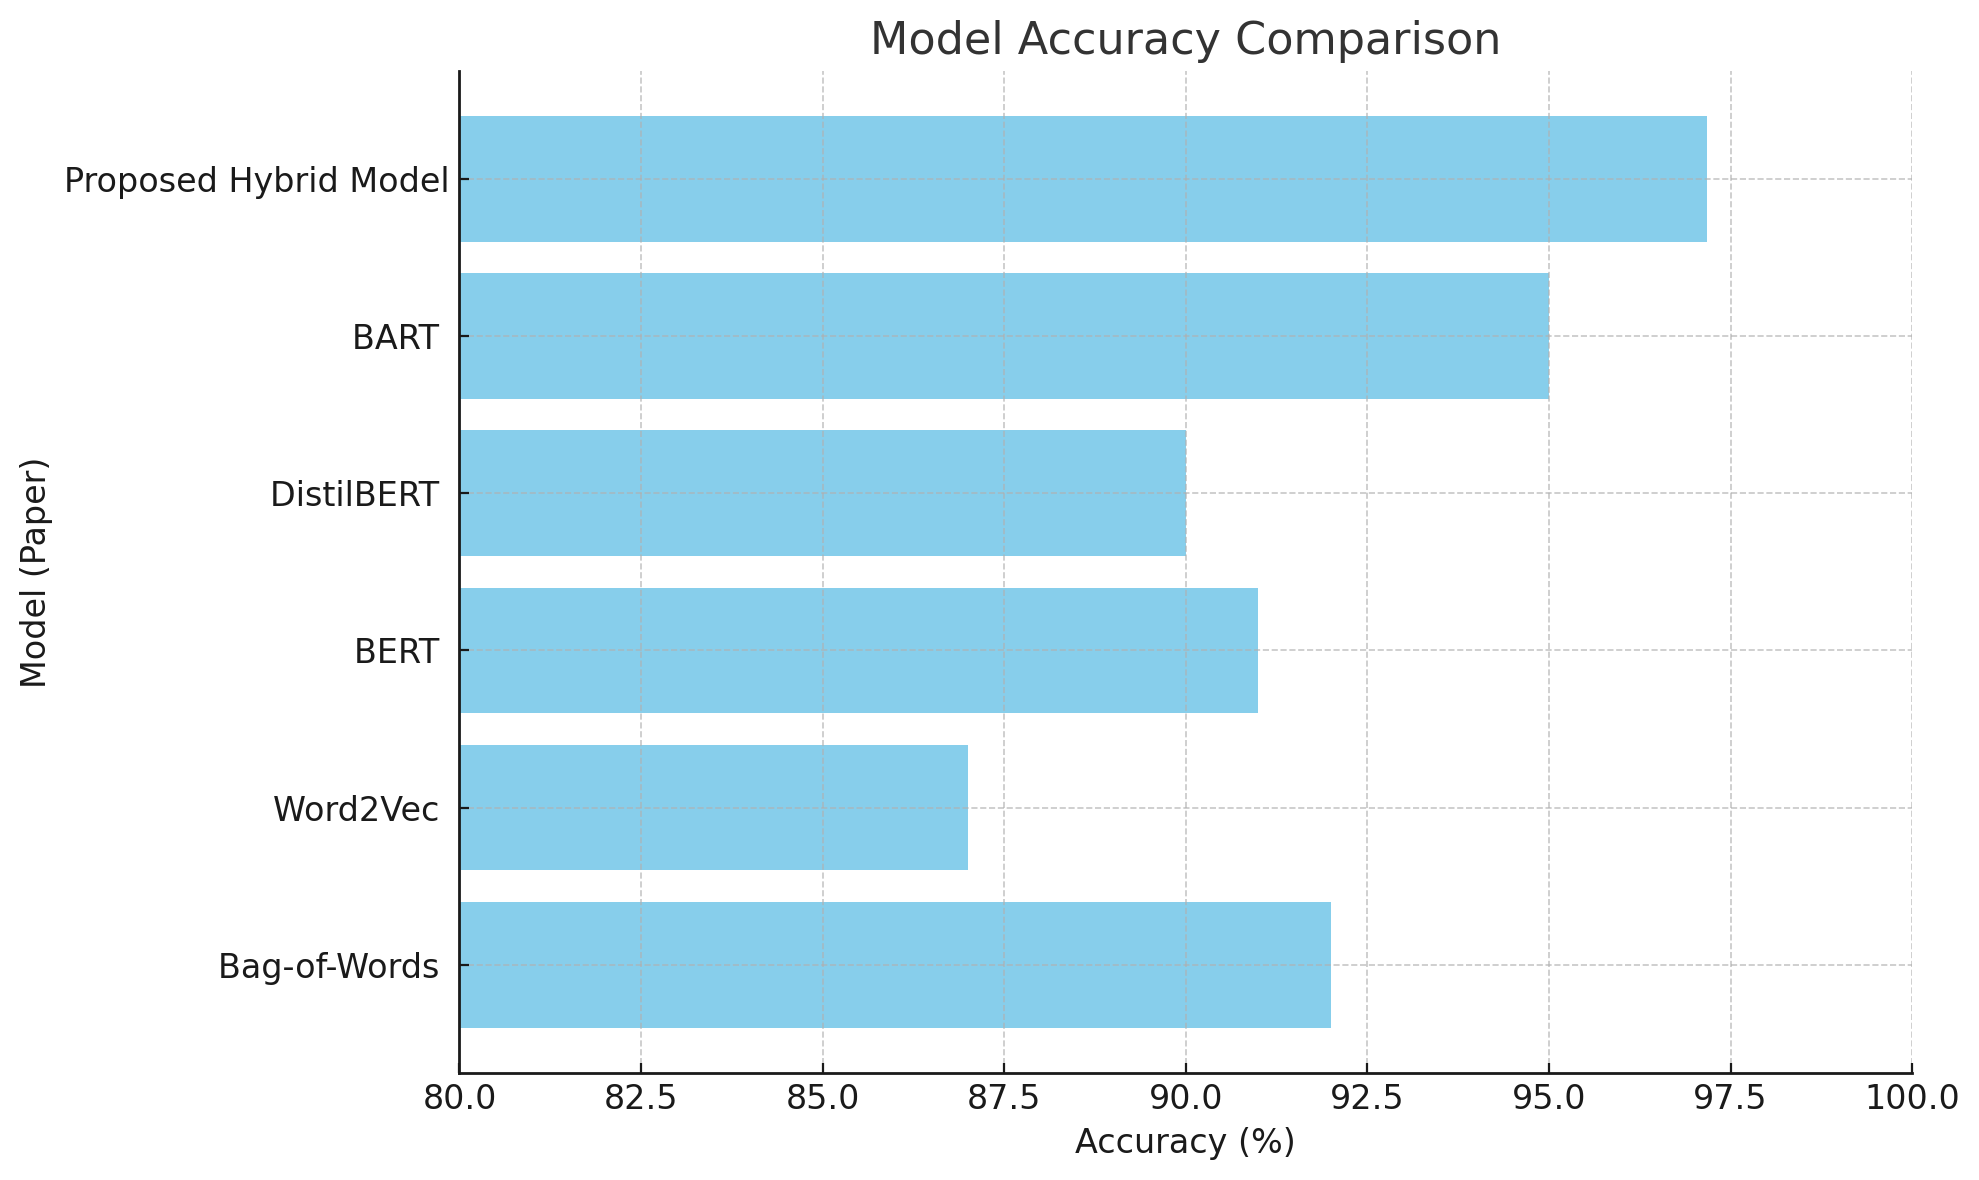 Model Accuracy Comparison
Proposed Hybrid Model
BART
DistilBERT
BERT
Word2Vec
Bag-of-Words
Model (Paper)
80.0 82.5 85.0 87.5 90.0 92.5 95.0 97.5 100.0
Accuracy (%)